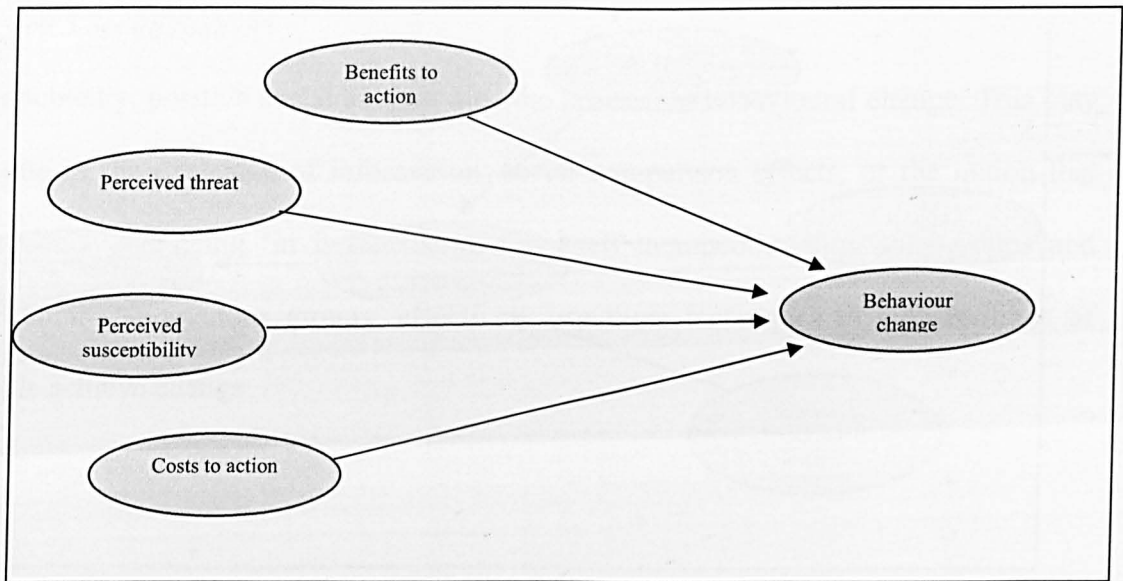 Benefits to
action
Perceived threat
Perceived
susceptibility
Costs to action
Behaviour
change